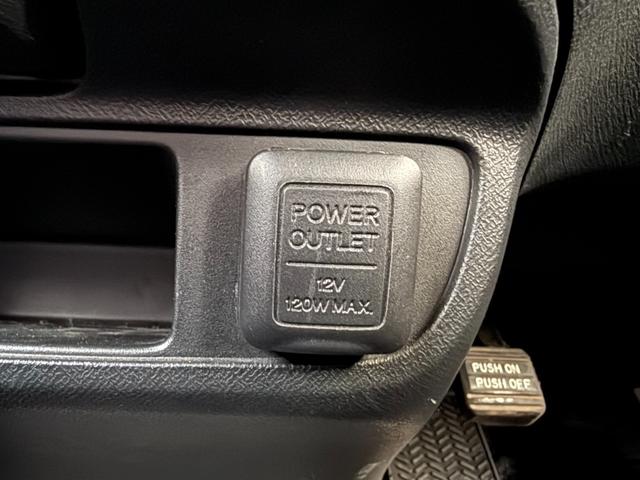 POWER
OUTLET
12V
120W MAX.
PUSH ON
PUSH OFF